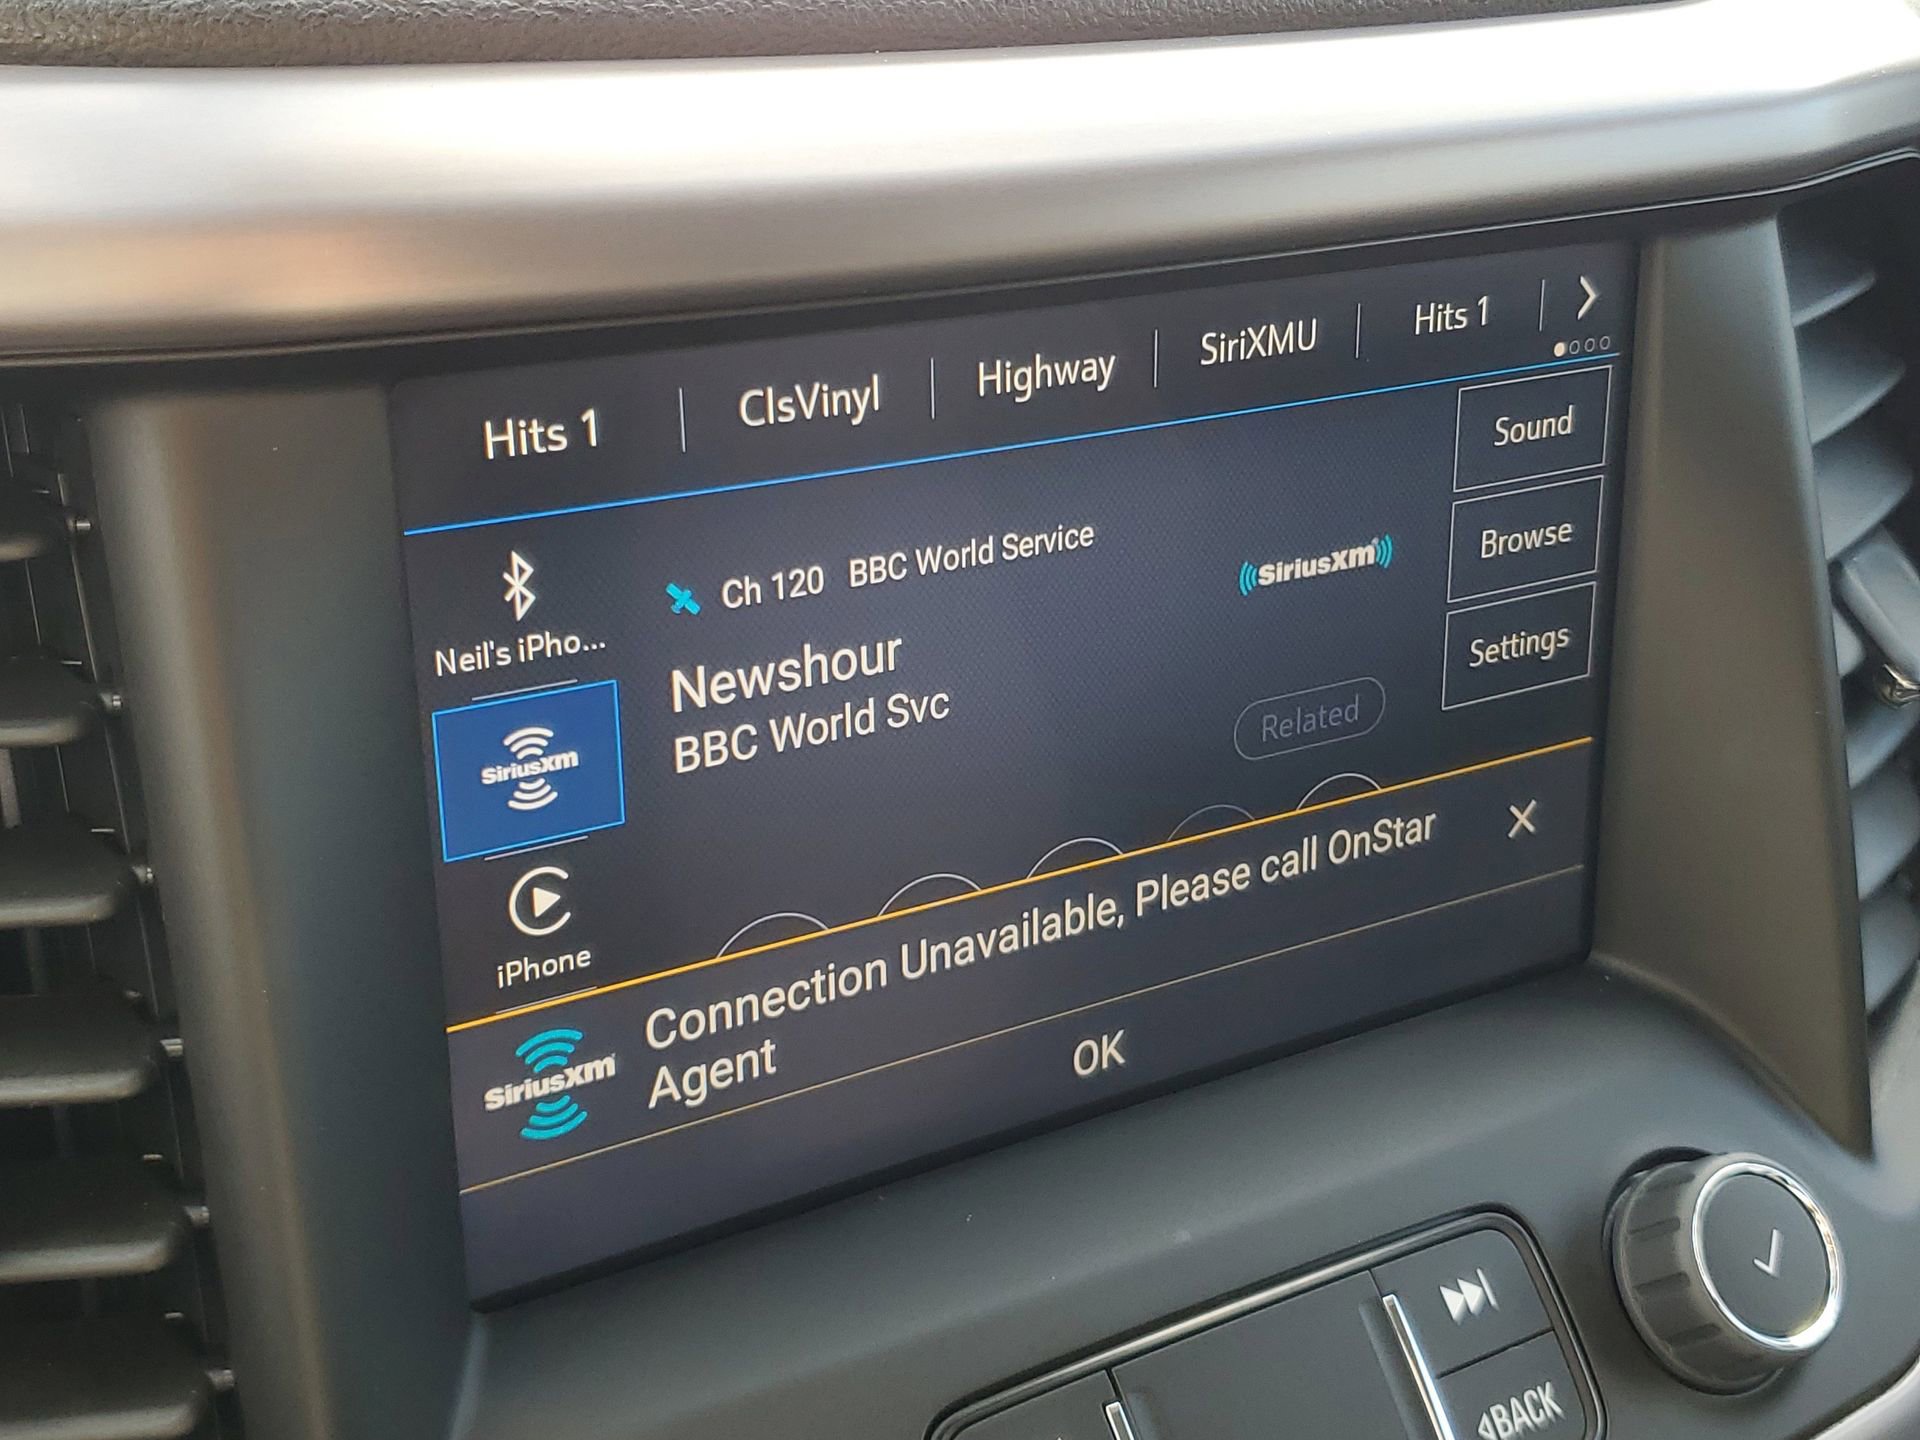 Hits 1
ClsVinyl
Highway
SiriXMU
Hits 1
Sound
Browse
Settings
Neil's iPho...
SiriusXm
iPhone
Ch 120 BBC World Service
SiriusXm
Newshour
BBC World Svc
Related
SiriusXm
Connection Unavailable, Please call OnStar
Agent
OK
BACK